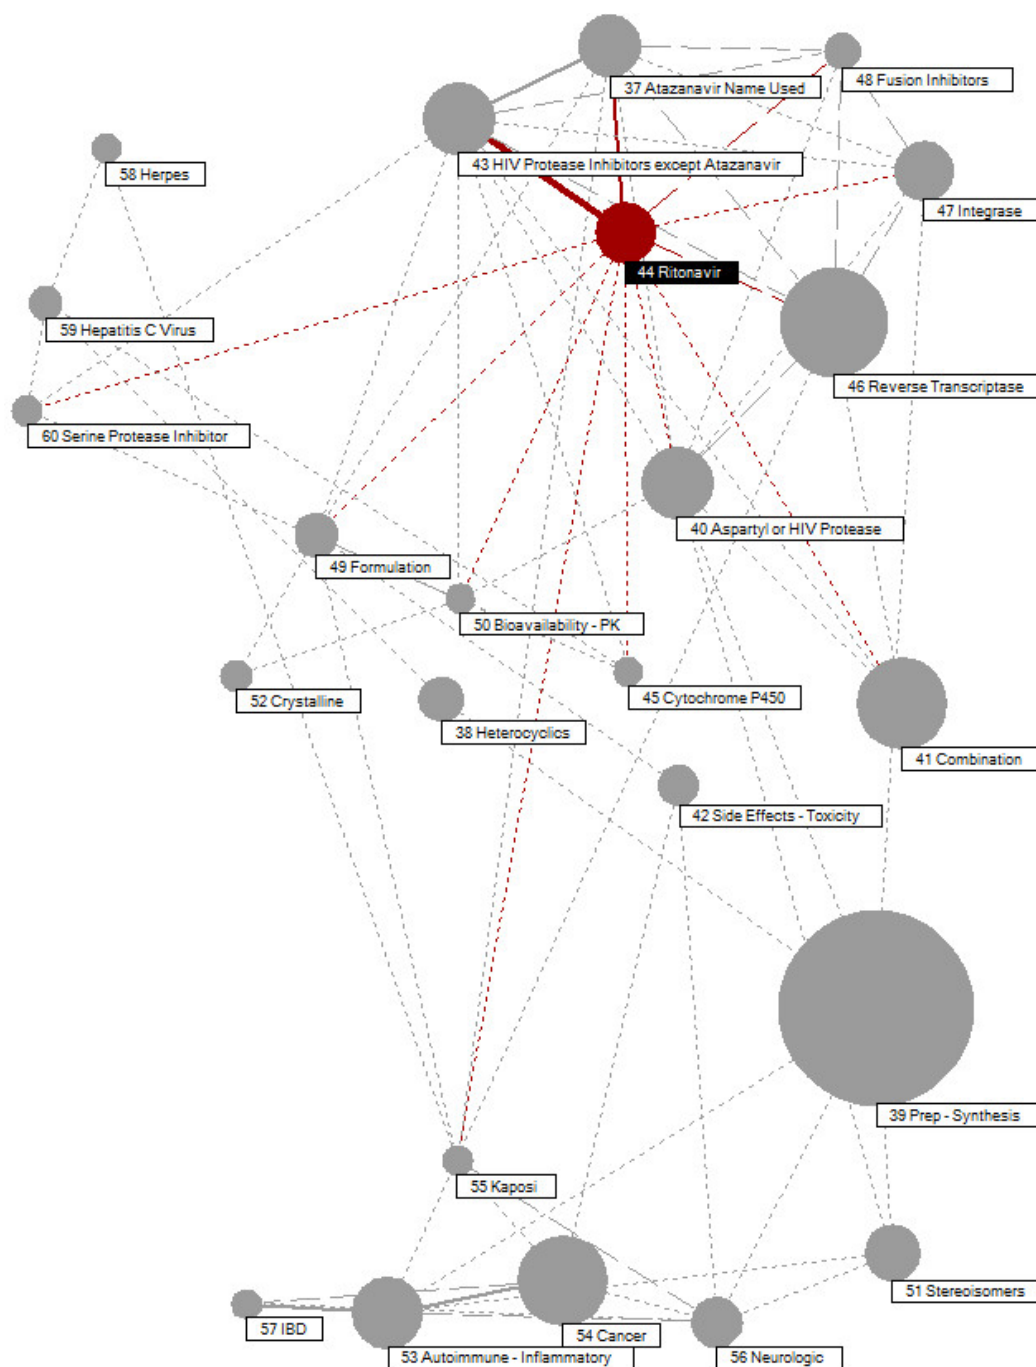 37 Atazanavir Name Used
48 Fusion Inhibitors
43 HIV Protease Inhibitors except Atazanavir
58 Herpes
47 Integrase
44 Ritonavir
59 Hepatitis C Virus
46 Reverse Transcriptase
60 Serine Protease Inhibitor
40 Aspartyl or HIV Protease
49 Formulation
50 Bioavailability - PK
52 Crystalline
45 Cytochrome P450
38 Heterocyclics
41 Combination
42 Side Effects - Toxicity
39 Prep - Synthesis
55 Kaposi
51 Stereoisomers
57 IBD
54 Cancer
53 Autoimmune - Inflammatory
56 Neurologic